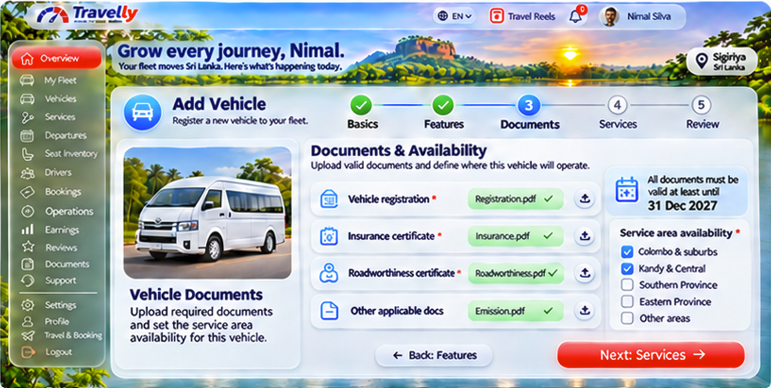 Travelly
EN
Travel Reels
Nimal Silva
Grow every journey, Nimal.
Your fleet moves Sri Lanka. Here's what's happening today.
Sigiriya
Sri Lanka
Overview
My Fleet
Vehicles
Services
Departures
Seat Inventory
Drivers
Bookings
Operations
Earnings
Reviews
Documents
Support
Settings
Profile
Travel & Booking
Logout
Add Vehicle
Register a new vehicle to your fleet.
Basics
Features
3
Documents
4
Services
5
Review
Vehicle Documents
Upload required documents
and set the service area
availability for this vehicle.
Documents & Availability
Upload valid documents and define where this vehicle will operate.
Vehicle registration *
Registration.pdf
Insurance certificate *
Insurance.pdf
Roadworthiness certificate *
Roadworthiness.pdf
Other applicable docs
Emission.pdf
All documents must be
valid at least until
31 Dec 2027
Service area availability *
Colombo & suburbs
Kandy & Central
Southern Province
Eastern Province
Other areas
← Back: Features
Next: Services →